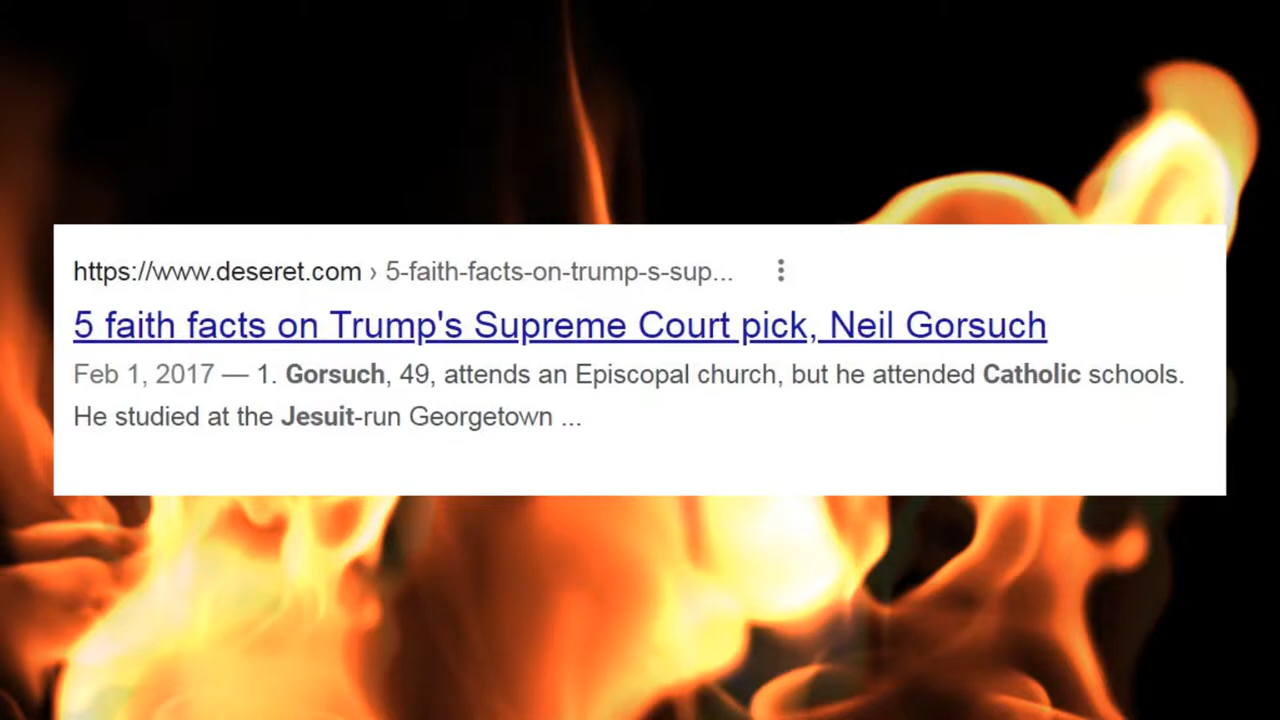 https://www.deseret.com › 5-faith-facts-on-trump-s-sup...
5 faith facts on Trump's Supreme Court pick, Neil Gorsuch
Feb 1, 2017 — 1. Gorsuch, 49, attends an Episcopal church, but he attended Catholic schools.
He studied at the Jesuit-run Georgetown ...